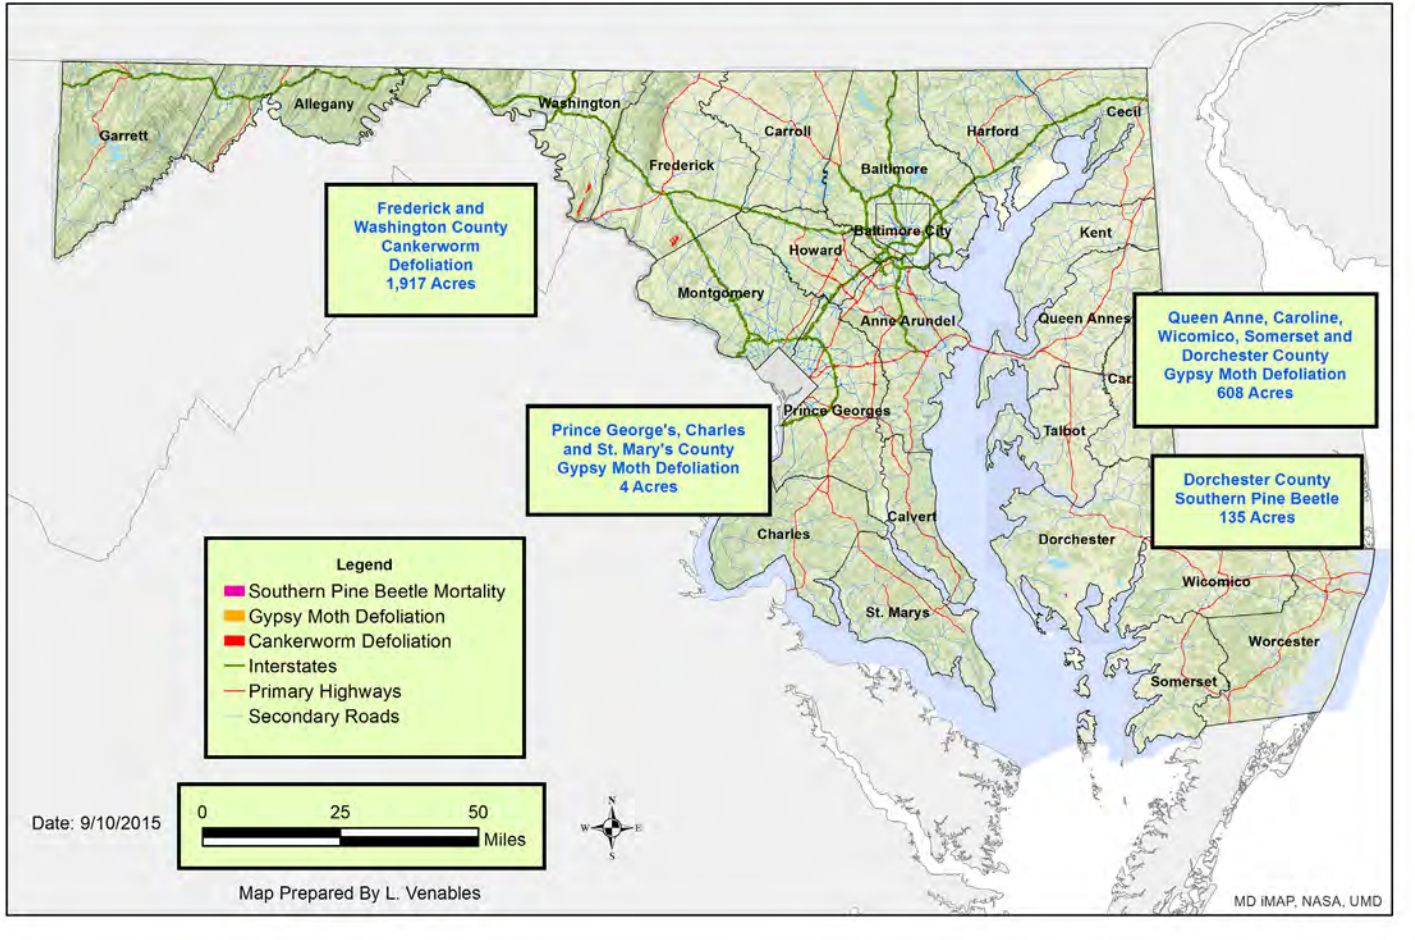 Garrett
Allegany
Washington
Frederick
Carroll
Baltimore
Harford
Cecil
Baltimore City
Howard
Kent
Montgomery
Anne Arundel
Queen Annes
Car
Prince Georges
Talbot
Charles
Calvert
Dorchester
St. Marys
Wicomico
Worcester
Somerset
Frederick and
Washington County
Cankerworm
Defoliation
1,917 Acres
Queen Anne, Caroline,
Wicomico, Somerset and
Dorchester County
Gypsy Moth Defoliation
608 Acres
Prince George's, Charles
and St. Mary's County
Gypsy Moth Defoliation
4 Acres
Dorchester County
Southern Pine Beetle
135 Acres
Legend
Southern Pine Beetle Mortality
Gypsy Moth Defoliation
Cankerworm Defoliation
Interstates
Primary Highways
Secondary Roads
Date: 9/10/2015
0 25 50
Miles
N
W E
S
Map Prepared By L. Venables
MD iMAP, NASA, UMD